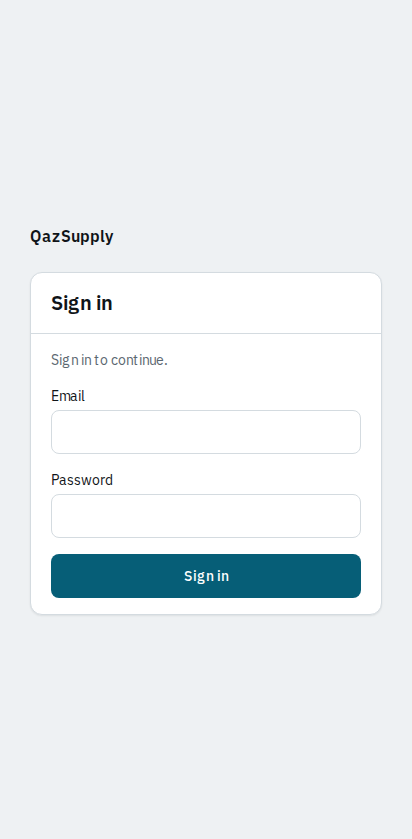 QazSupply
Sign in
Sign in to continue.
Email
Password
Sign in